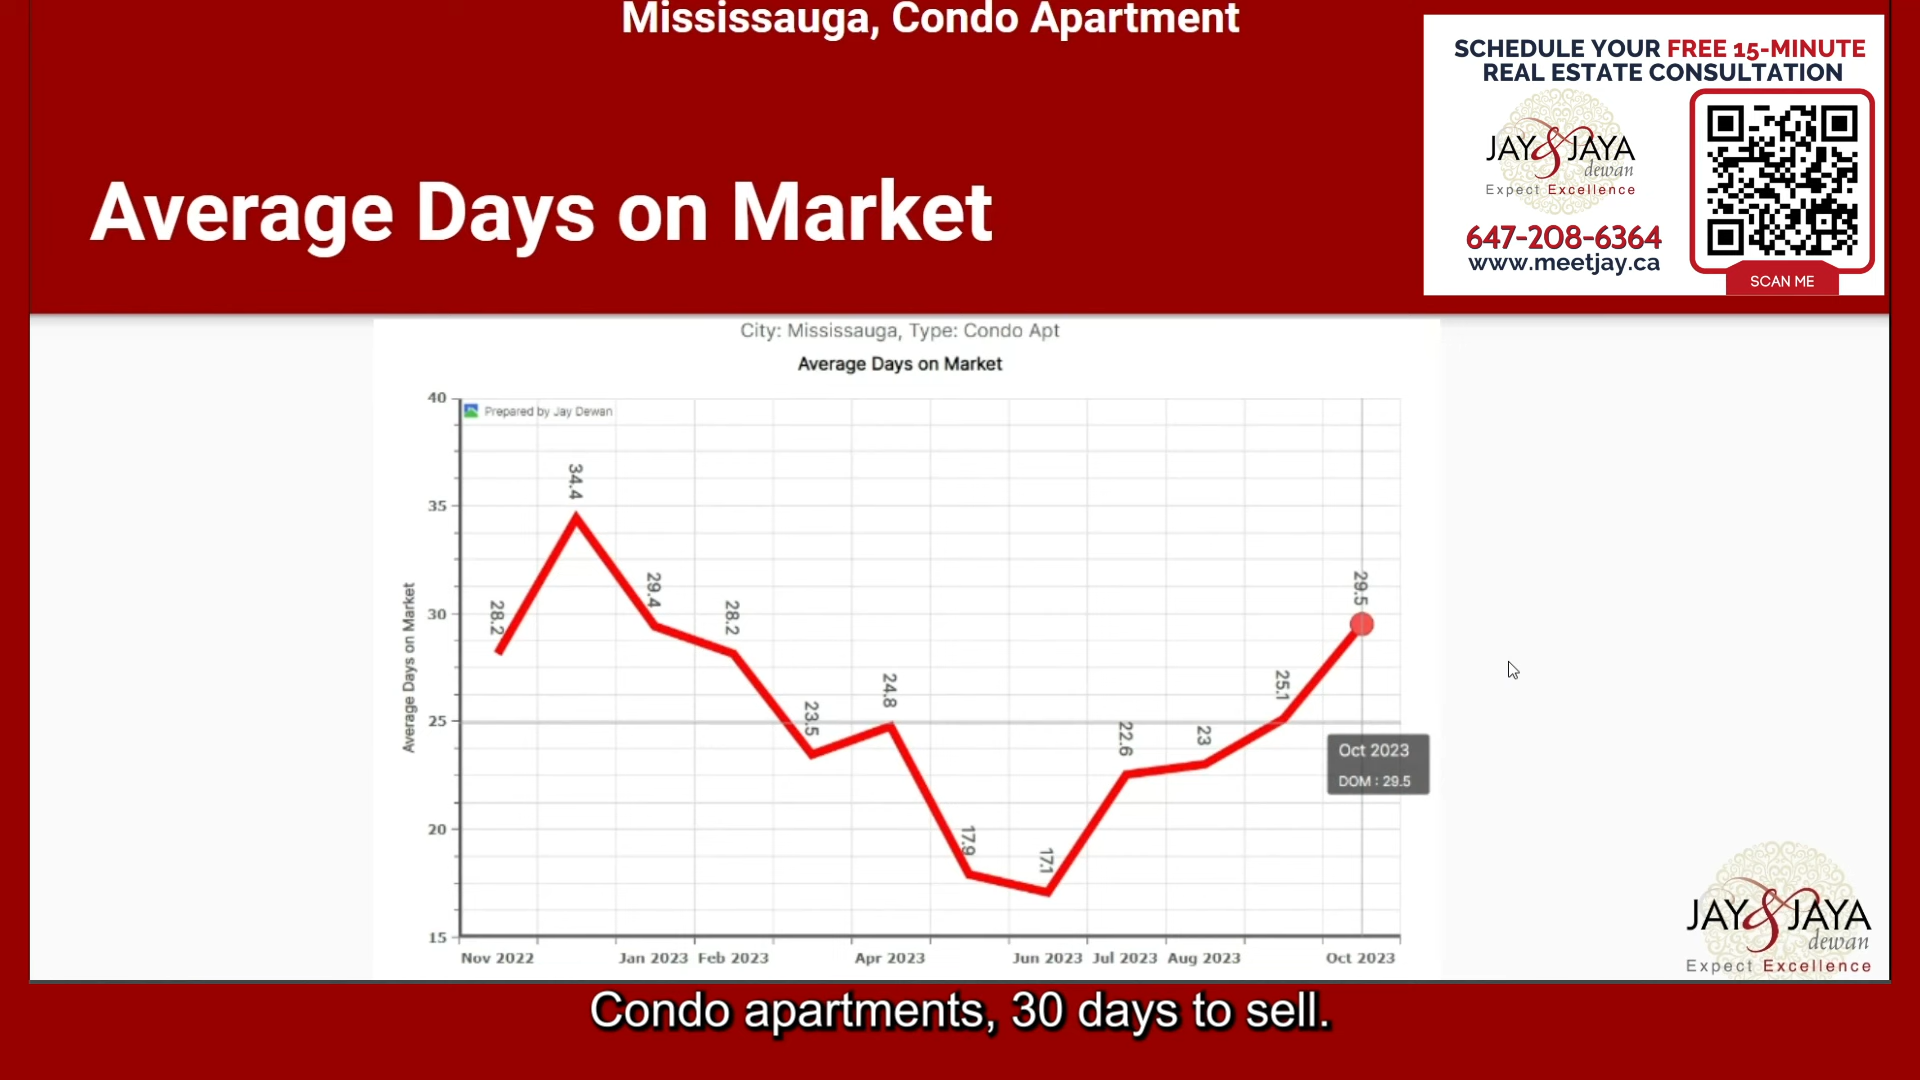 Mississauga, Condo Apartment
SCHEDULE YOUR FREE 15-MINUTE
REAL ESTATE CONSULTATION
JAY & JAYA
dewan
Expect Excellence
647-208-6364
www.meetjay.ca
SCAN ME
Average Days on Market
City: Mississauga, Type: Condo Apt
Average Days on Market
Prepared by Jay Dewan
Average Days on Market
40
35
30
25
20
15
28.2
34.4
29.4
28.2
23.5
24.8
17.9
17.1
22.6
23
25.1
29.5
Oct 2023
DOM : 29.5
Nov 2022
Jan 2023
Feb 2023
Apr 2023
Jun 2023
Jul 2023
Aug 2023
Oct 2023
JAY & JAYA
dewan
Expect Excellence
Condo apartments, 30 days to sell.